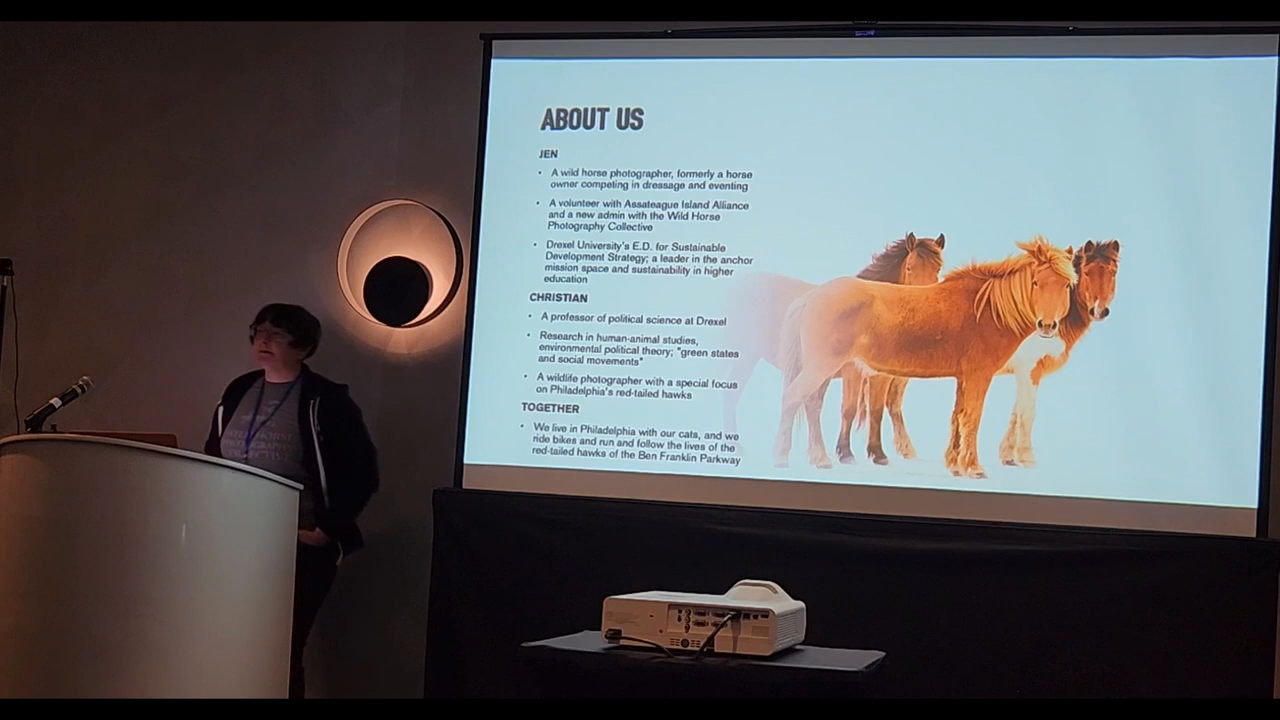 ABOUT US
JEN
• A wild horse photographer, formerly a horse
owner competing in dressage and eventing
• A volunteer with Assateague Island Alliance
and a new admin with the Wild Horse
Photography Collective
• Drexel University's E.D. for Sustainable
Development Strategy; a leader in the anchor
mission space and sustainability in higher
education
CHRISTIAN
• A professor of political science at Drexel
• Research in human-animal studies,
environmental political theory; "green states
and social movements"
• A wildlife photographer with a special focus
on Philadelphia's red-tailed hawks
TOGETHER
• We live in Philadelphia with our cats, and we
ride bikes and run and follow the lives of the
red-tailed hawks of the Ben Franklin Parkway
WILD HORSE
PHOTOGRAPHY
COLLECTIVE